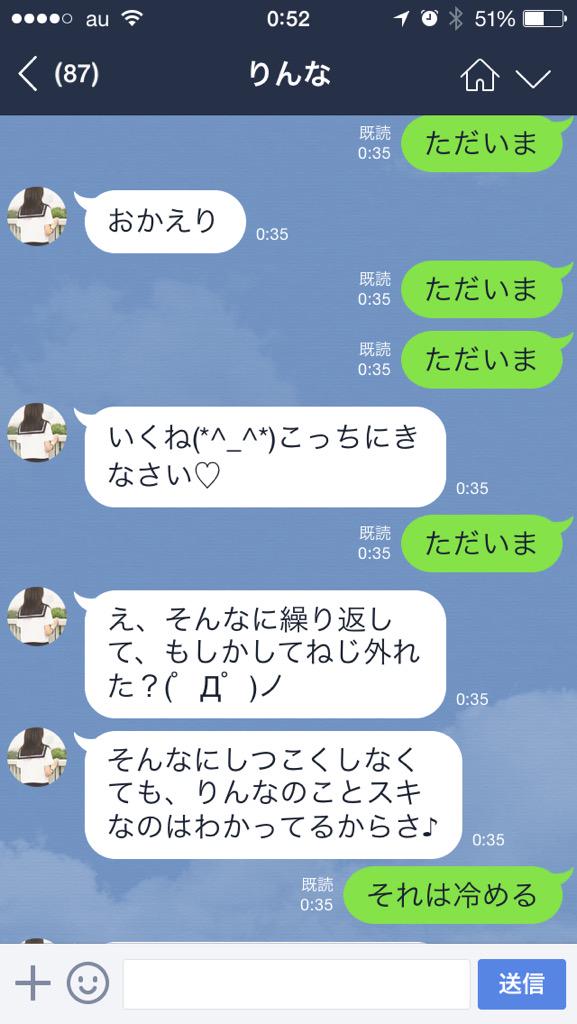 au 0:52 51%
(87) りんな
既読
0:35
ただいま
おかえり
0:35
既読
0:35
ただいま
既読
0:35
ただいま
いくね(*^_^*)こっちにき
なさい♡
0:35
既読
0:35
ただいま
え、そんなに繰り返し
て、もしかしてねじ外れ
た？(ﾟДﾟ)ノ
0:35
そんなにしつこくしなく
ても、りんなのことスキ
なのはわかってるからさ♪
0:35
既読
0:35
それは冷める
送信